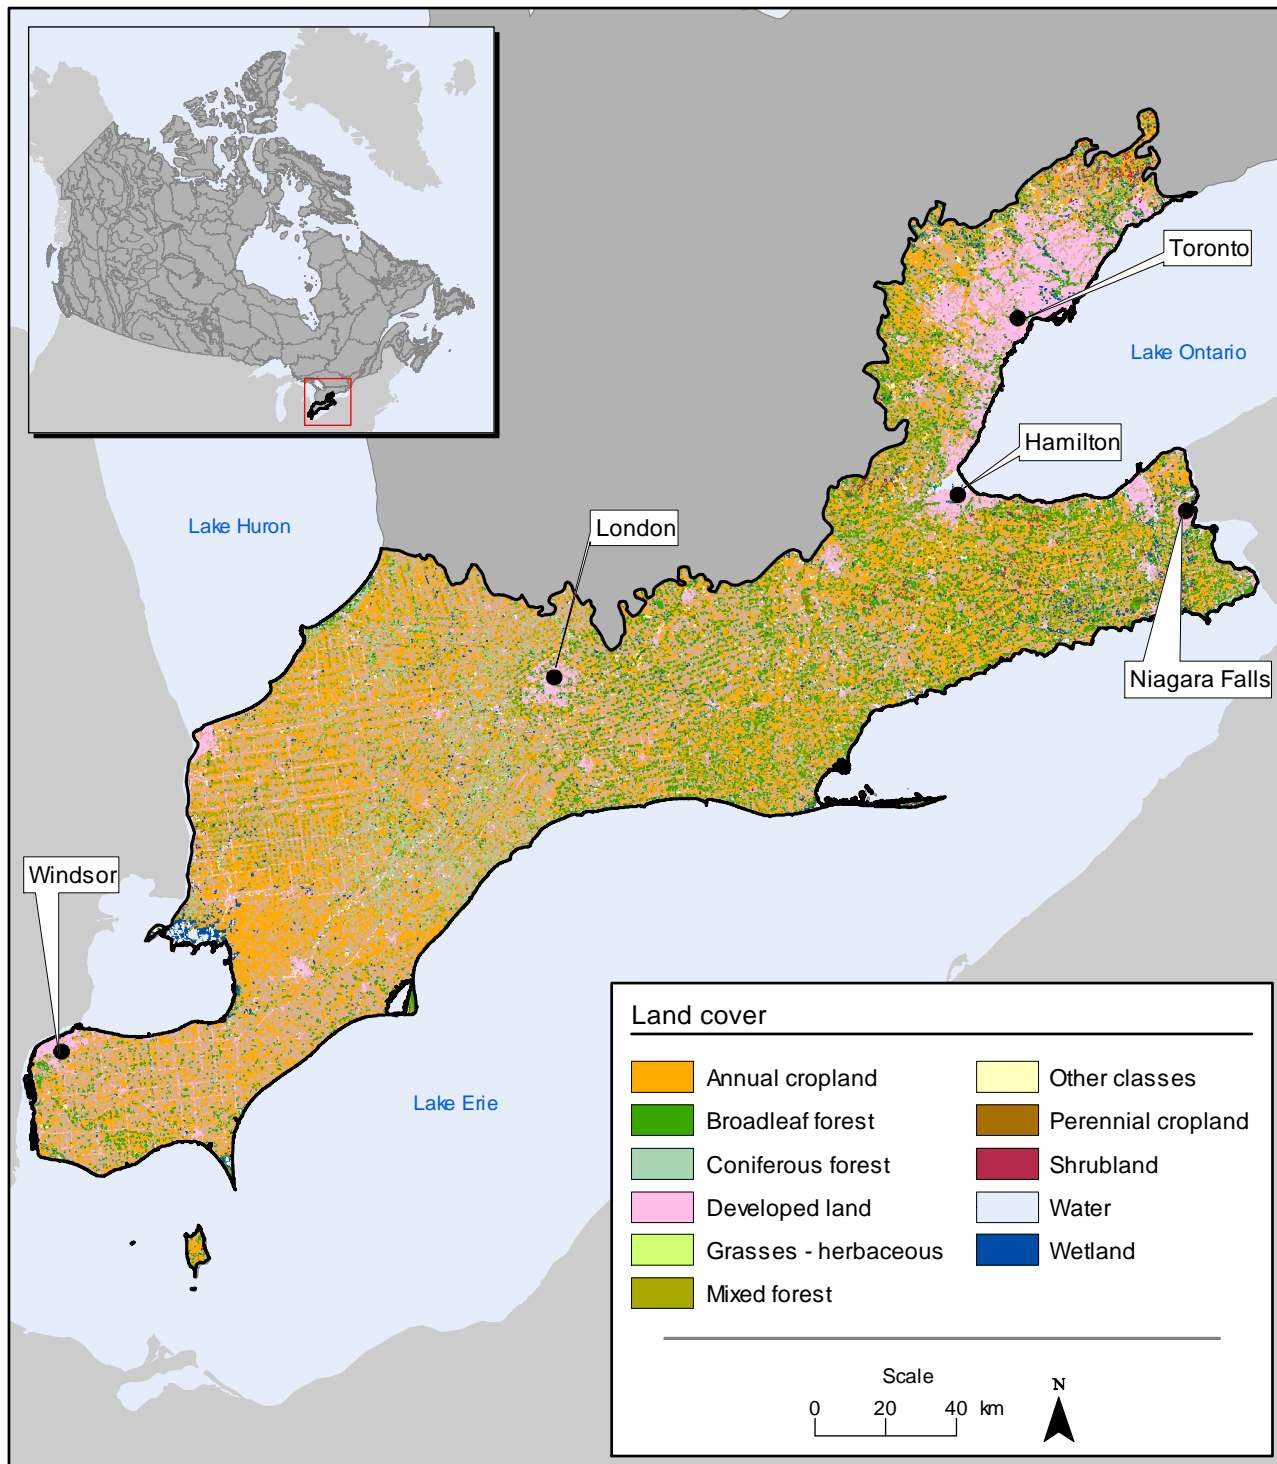 Toronto
Lake Ontario
Hamilton
Lake Huron
London
Niagara Falls
Windsor
Lake Erie
Land cover
Annual cropland
Broadleaf forest
Coniferous forest
Developed land
Grasses - herbaceous
Mixed forest
Other classes
Perennial cropland
Shrubland
Water
Wetland
Scale
0 20 40 km
N